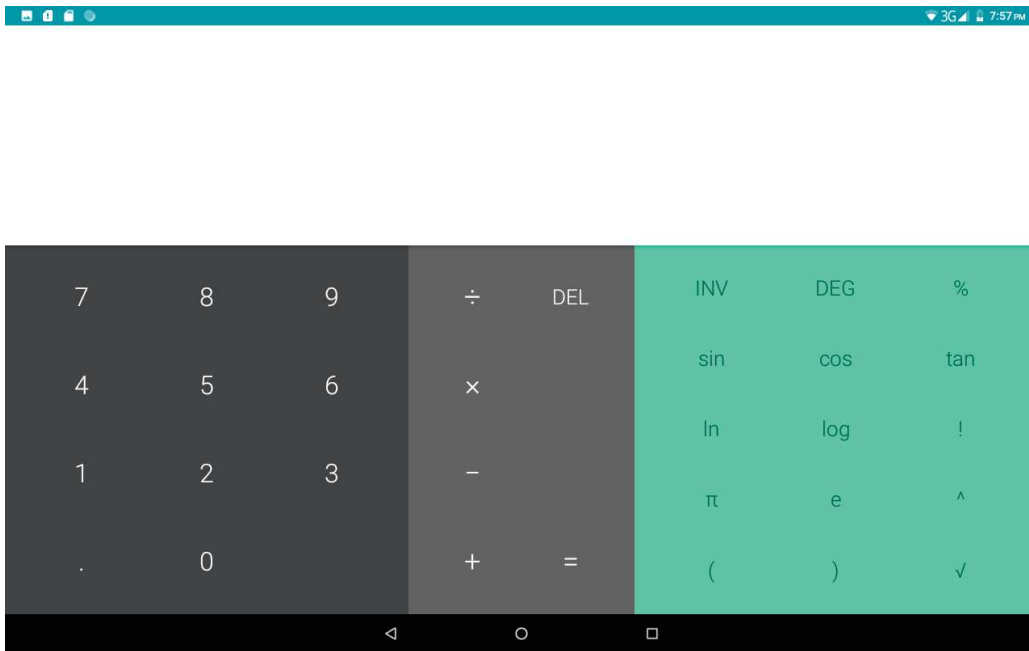 3G 7:57 PM
7 8 9 ÷ DEL INV DEG %
sin cos tan
4 5 6 ×
ln log !
1 2 3 −
π e ^
. 0 + =
( ) √